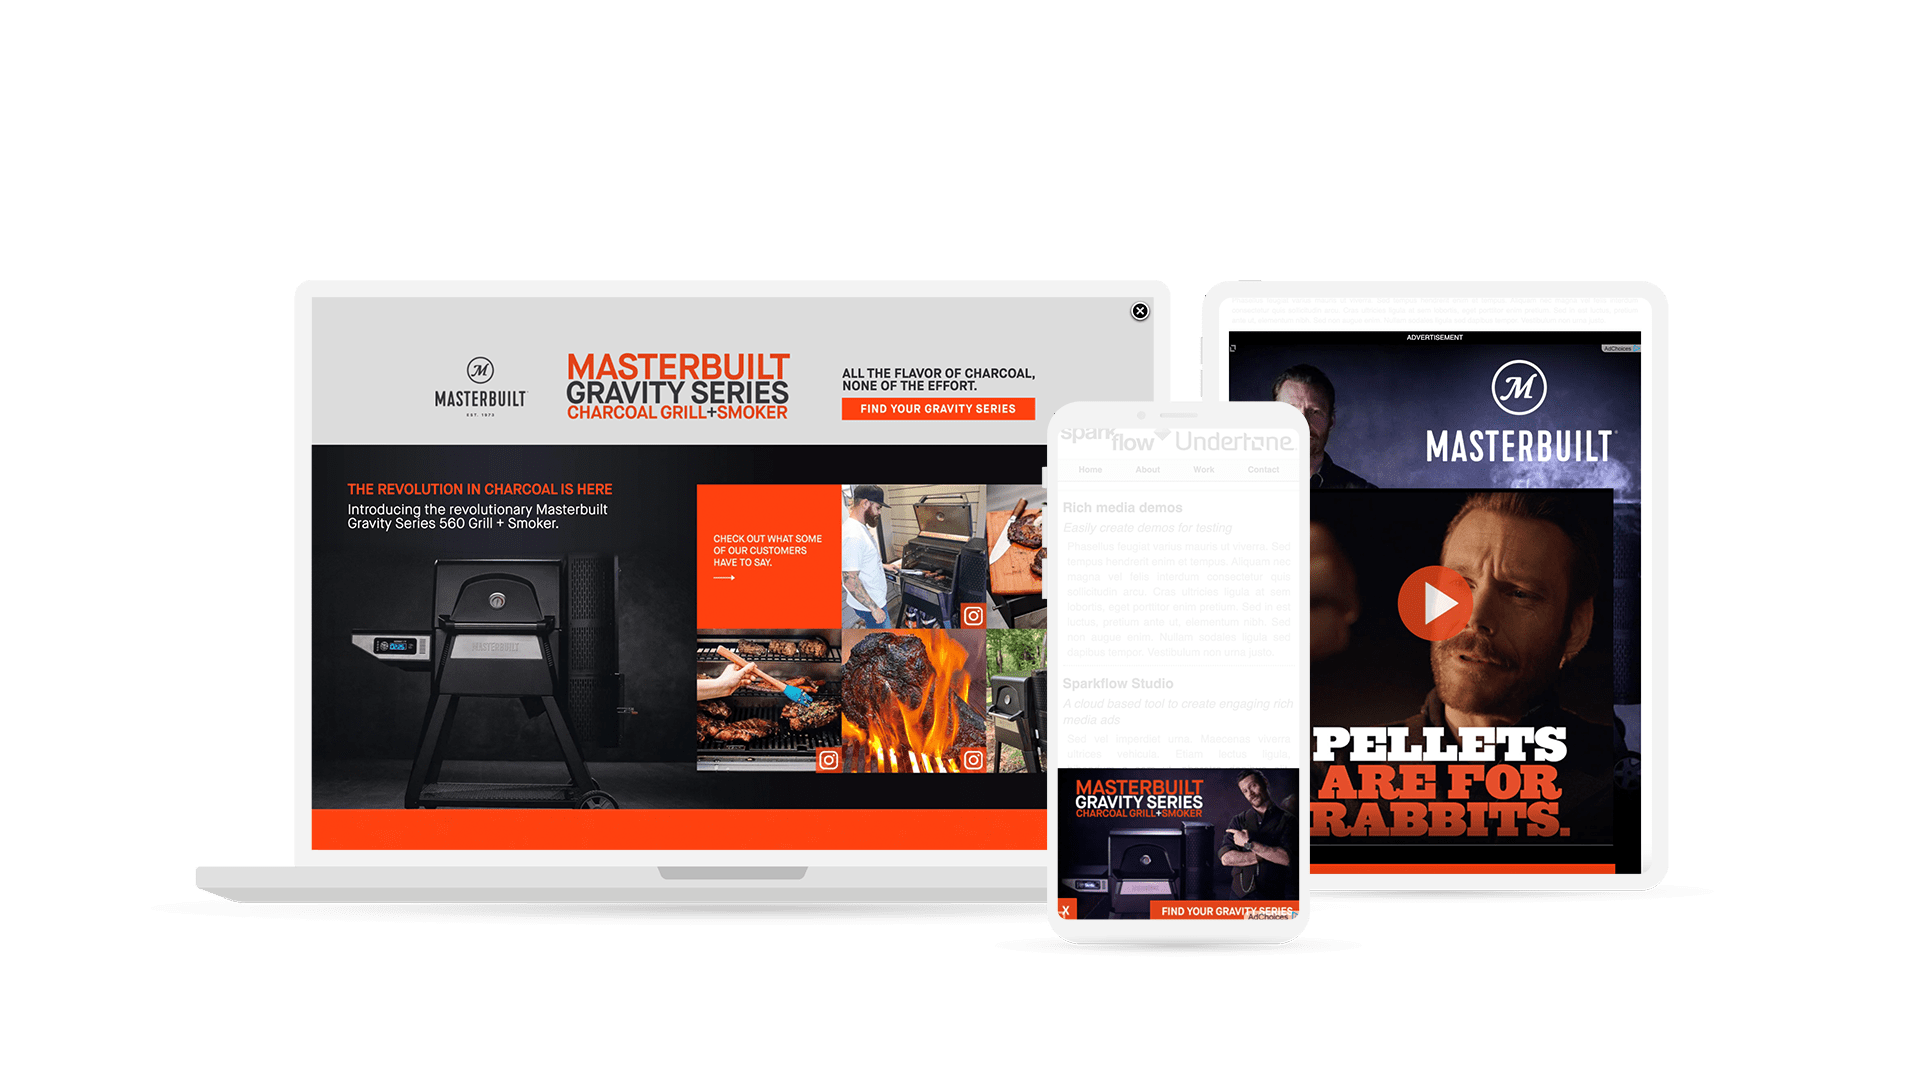 M
MASTERBUILT
EST. 1973
MASTERBUILT
GRAVITY SERIES
CHARCOAL GRILL+SMOKER
ALL THE FLAVOR OF CHARCOAL,
NONE OF THE EFFORT.
FIND YOUR GRAVITY SERIES
THE REVOLUTION IN CHARCOAL IS HERE
Introducing the revolutionary Masterbuilt
Gravity Series 560 Grill + Smoker.
MASTERBUILT
CHECK OUT WHAT SOME
OF OUR CUSTOMERS
HAVE TO SAY.
sparkflow Undertone
Home About Work Contact
Rich media demos
Easily create demos for testing
Phasellus feugiat varius mauris ut viverra. Sed
tempus hendrerit enim et tempus. Aliquam nec
magna vel felis interdum consectetur quis
sollicitudin arcu. Cras ultricies ligula at sem
lobortis, eget porttitor enim pretium. Sed in est
luctus, pretium ante ut, elementum nibh. Sed
non augue enim. Nullam sodales ligula sed
dapibus tempor. Vestibulum non urna justo.
Sparkflow Studio
A cloud based tool to create engaging rich
media ads
Sed vel imperdiet urna. Maecenas viverra
ultrices vehicula. Etiam lectus ligula,
MASTERBUILT
GRAVITY SERIES
CHARCOAL GRILL+SMOKER
X
FIND YOUR GRAVITY SERIES
AdChoices
ADVERTISEMENT
AdChoices
M
MASTERBUILT
PELLETS
ARE FOR
RABBITS.